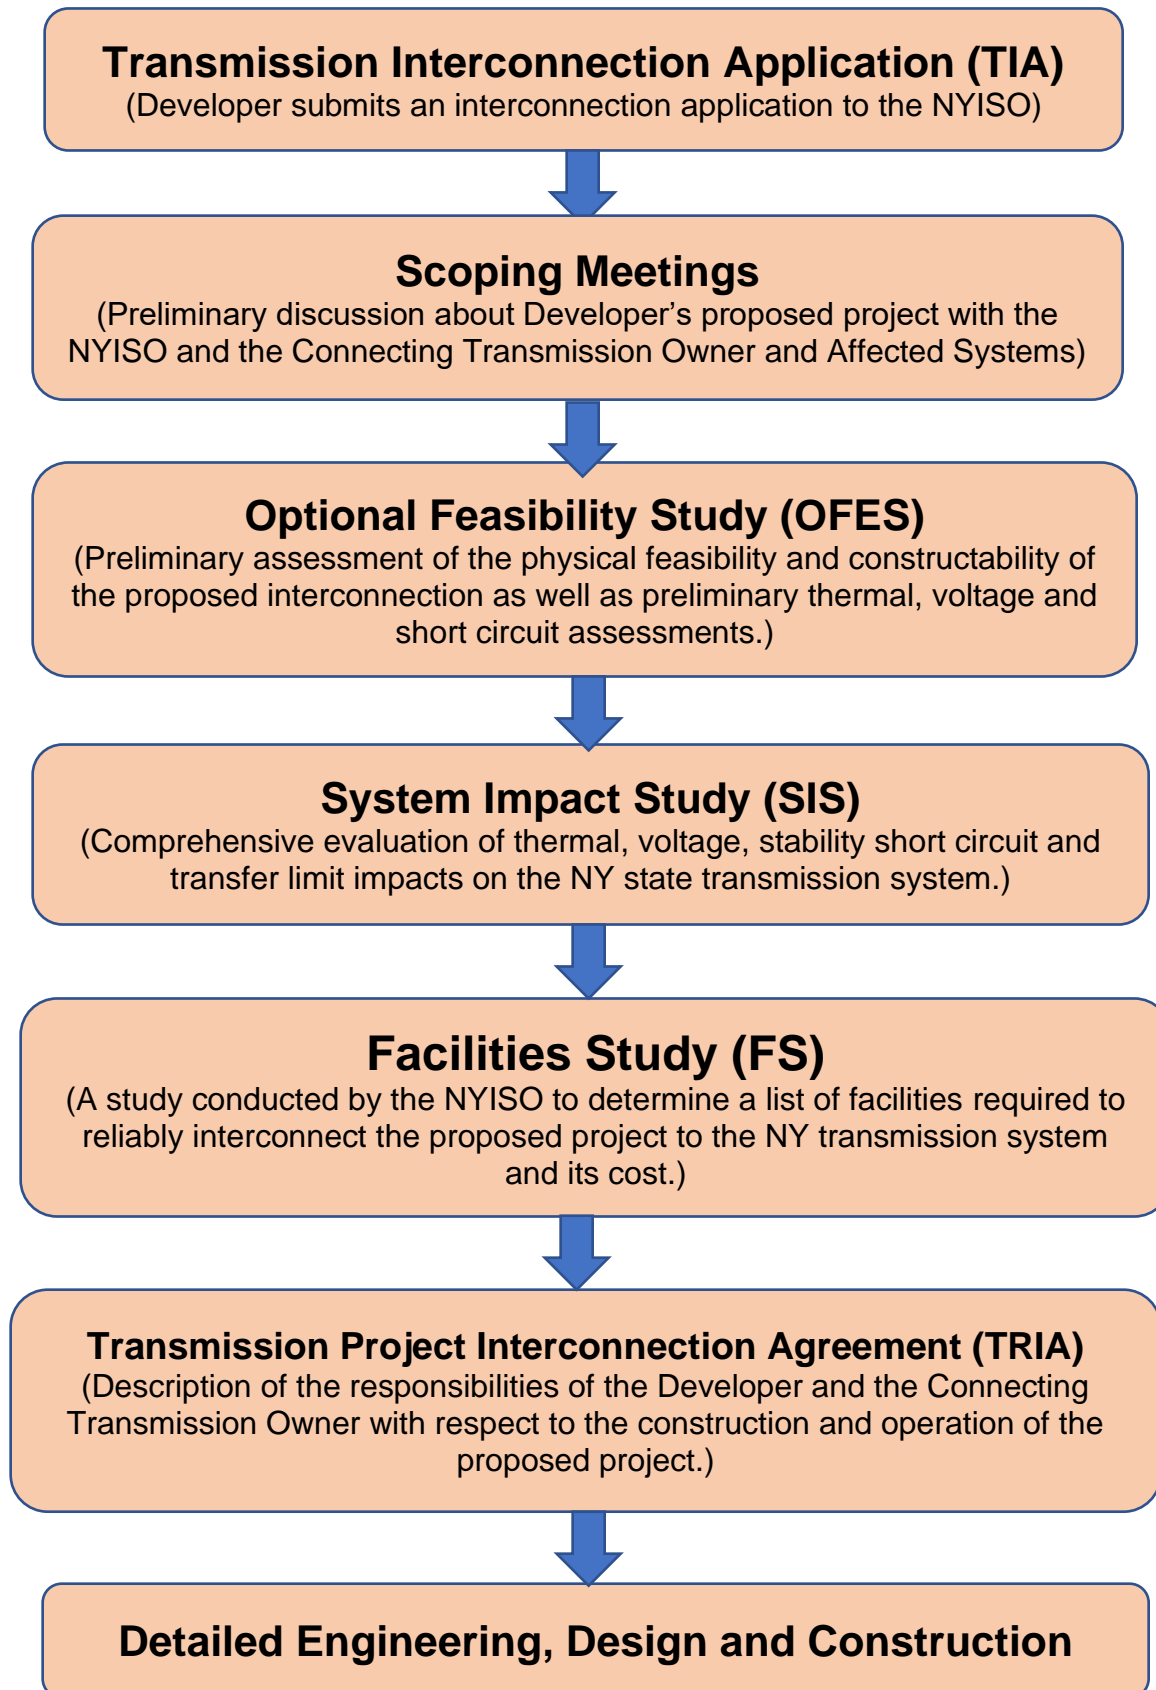 Transmission Interconnection Application (TIA)
(Developer submits an interconnection application to the NYISO)
Scoping Meetings
(Preliminary discussion about Developer’s proposed project with the
NYISO and the Connecting Transmission Owner and Affected Systems)
Optional Feasibility Study (OFES)
(Preliminary assessment of the physical feasibility and constructability of
the proposed interconnection as well as preliminary thermal, voltage and
short circuit assessments.)
System Impact Study (SIS)
(Comprehensive evaluation of thermal, voltage, stability short circuit and
transfer limit impacts on the NY state transmission system.)
Facilities Study (FS)
(A study conducted by the NYISO to determine a list of facilities required to
reliably interconnect the proposed project to the NY transmission system
and its cost.)
Transmission Project Interconnection Agreement (TRIA)
(Description of the responsibilities of the Developer and the Connecting
Transmission Owner with respect to the construction and operation of the
proposed project.)
Detailed Engineering, Design and Construction